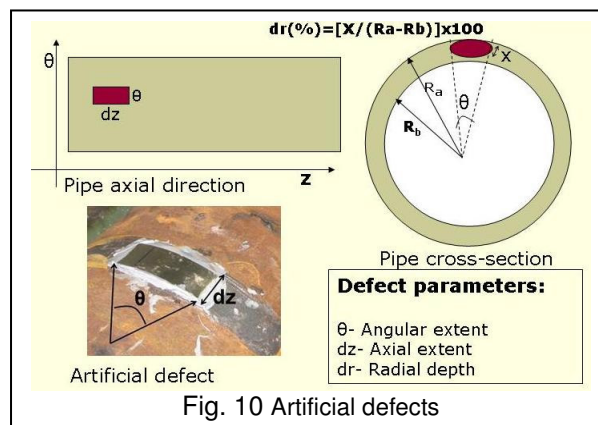 dr(%)=[X/(Ra-Rb)]x100
θ
θ
dz
z
Pipe axial direction
X
Ra
θ
Rb
Pipe cross-section
θ
dz
Artificial defect
Defect parameters:
θ- Angular extent
dz- Axial extent
dr- Radial depth
Fig. 10 Artificial defects